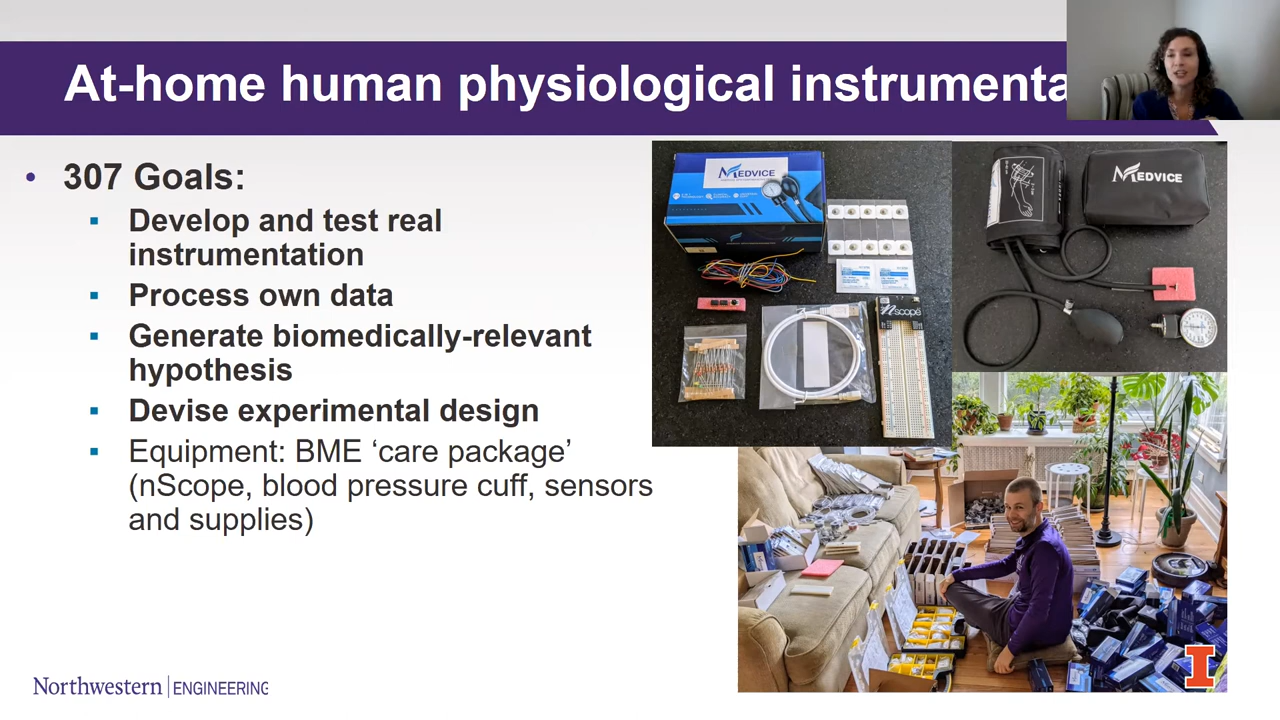 At-home human physiological instrumenta
• 307 Goals:
▪ Develop and test real
instrumentation
▪ Process own data
▪ Generate biomedically-relevant
hypothesis
▪ Devise experimental design
▪ Equipment: BME ‘care package’
(nScope, blood pressure cuff, sensors
and supplies)
MEDVICE
nscope
MEDVICE
I
Northwestern | ENGINEERING